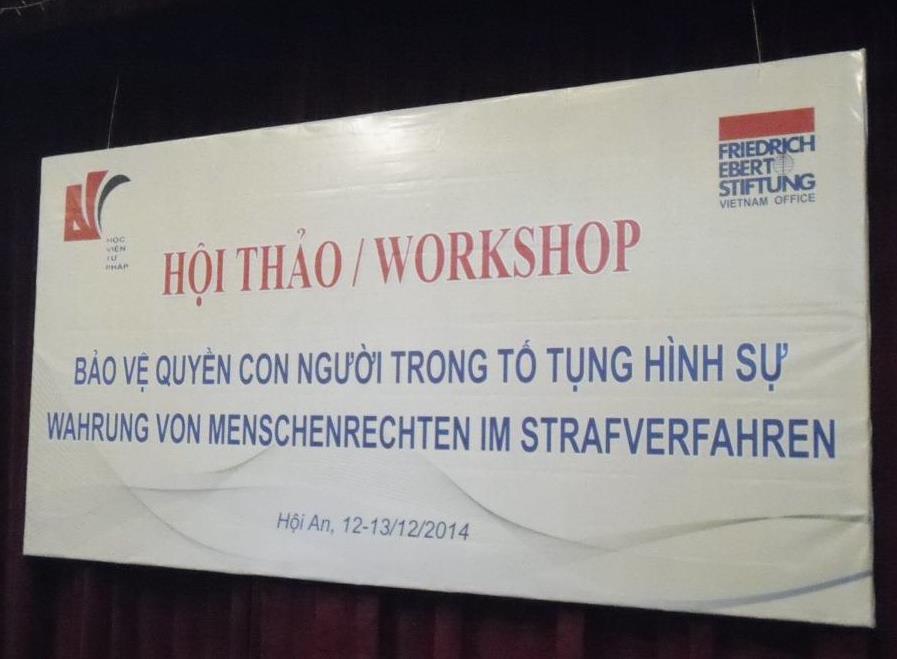 HỌC
VIỆN
TƯ
PHÁP
FRIEDRICH
EBERT
STIFTUNG
VIETNAM OFFICE
HỘI THẢO / WORKSHOP
BẢO VỆ QUYỀN CON NGƯỜI TRONG TỐ TỤNG HÌNH SỰ
WAHRUNG VON MENSCHENRECHTEN IM STRAFVERFAHREN
Hội An, 12-13/12/2014